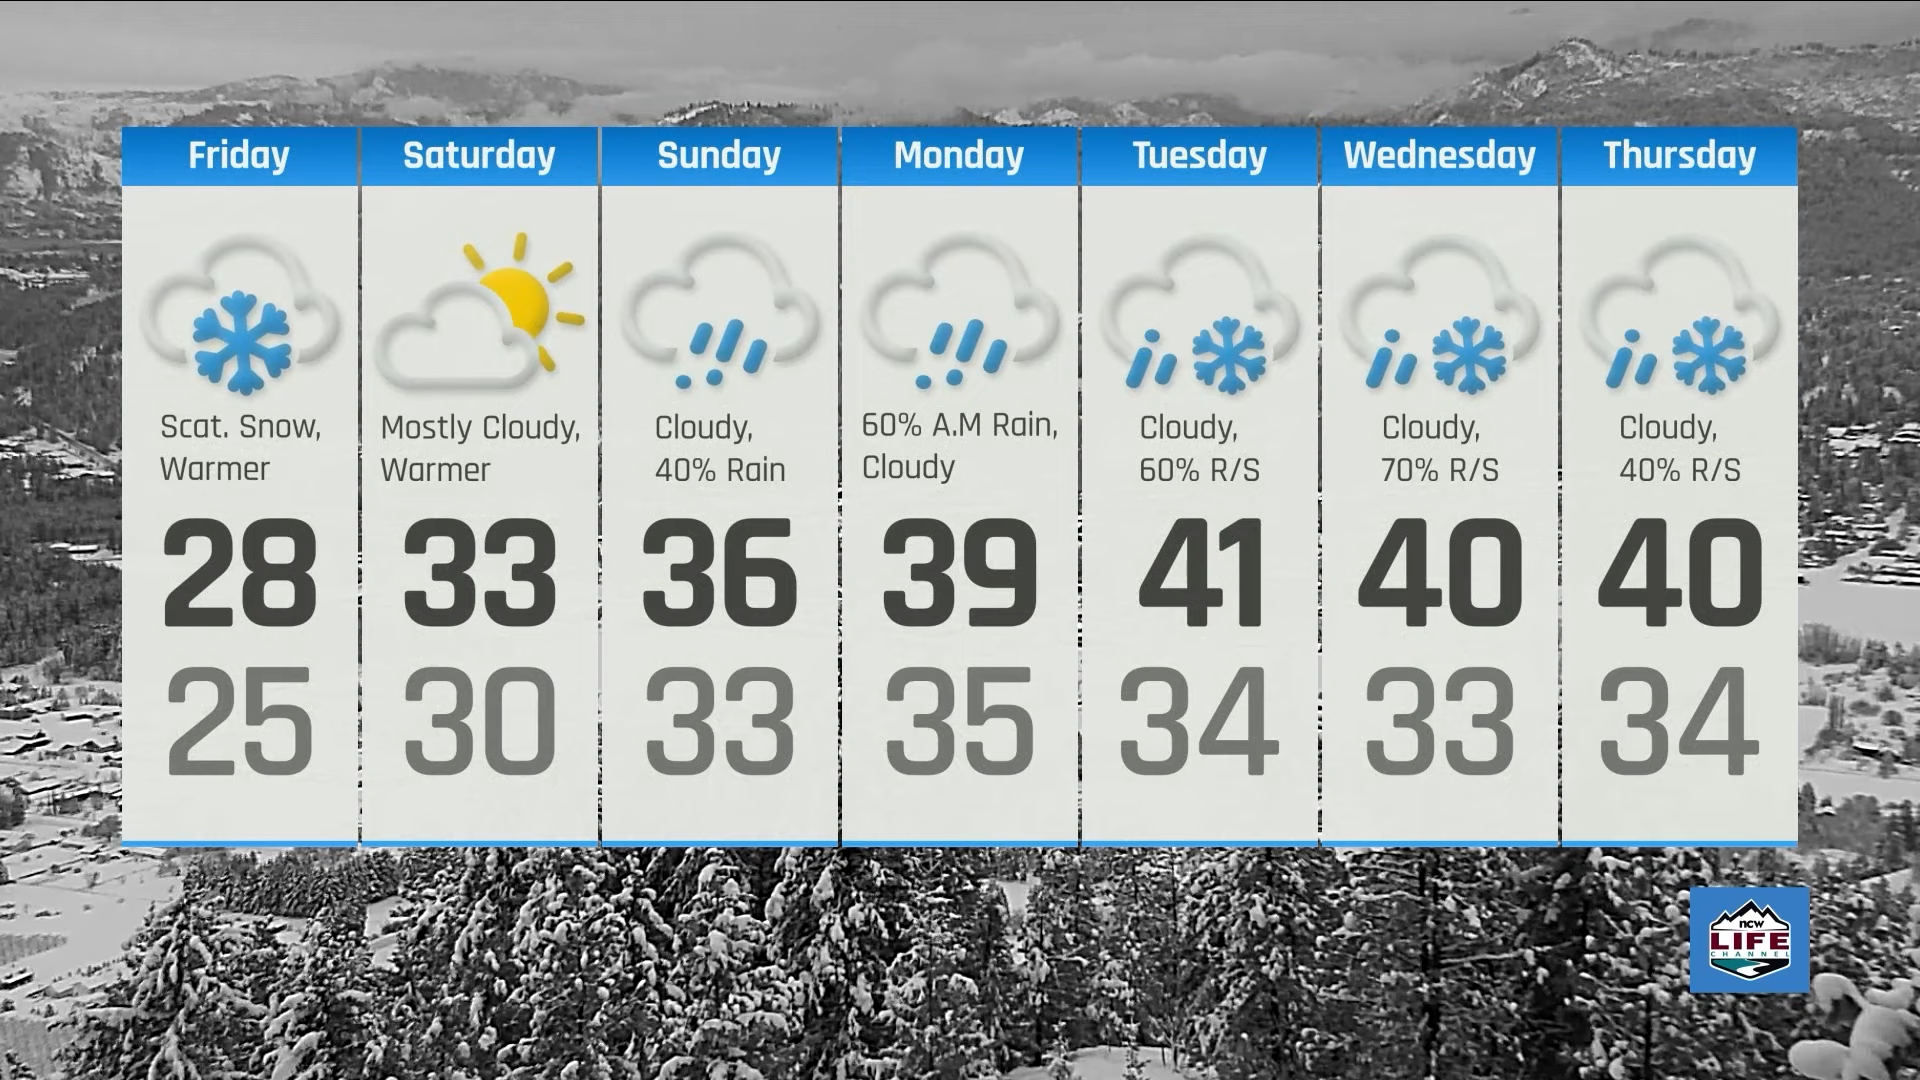 Friday
Saturday
Sunday
Monday
Tuesday
Wednesday
Thursday
Scat. Snow,
Warmer
Mostly Cloudy,
Warmer
Cloudy,
40% Rain
60% A.M Rain,
Cloudy
Cloudy,
60% R/S
Cloudy,
70% R/S
Cloudy,
40% R/S
28
33
36
39
41
40
40
25
30
33
35
34
33
34
ncw
LIFE
CHANNEL